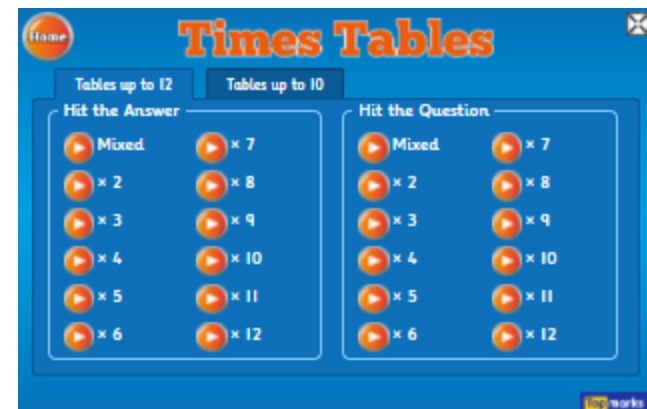 Home
Times Tables
Tables up to 12
Tables up to 10
Hit the Answer
Mixed
× 7
× 2
× 8
× 3
× 9
× 4
× 10
× 5
× 11
× 6
× 12
Hit the Question
Mixed
× 7
× 2
× 8
× 3
× 9
× 4
× 10
× 5
× 11
× 6
× 12
Topmarks